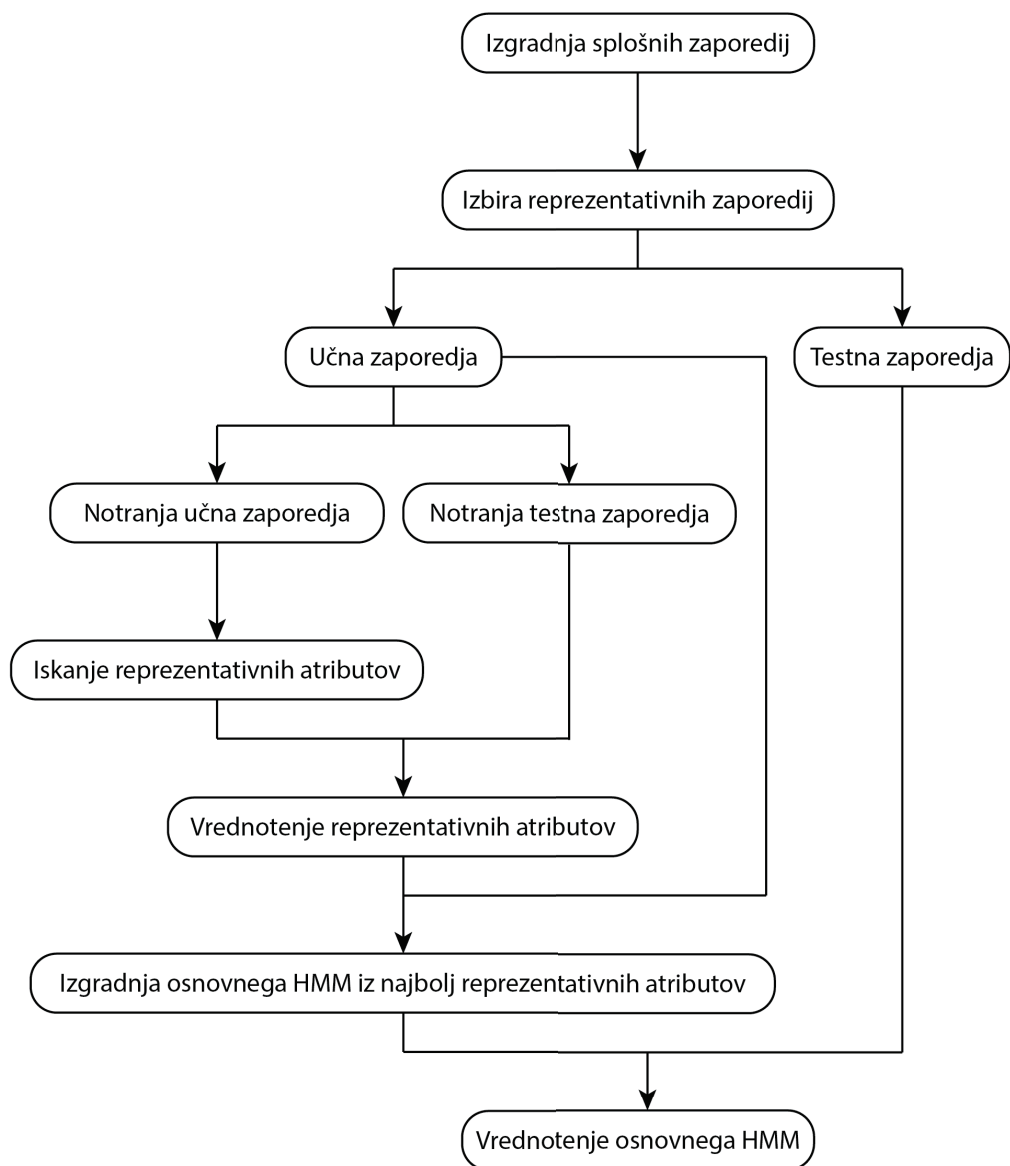 Izgradnja splošnih zaporedij
Izbira reprezentativnih zaporedij
Učna zaporedja
Testna zaporedja
Notranja učna zaporedja
Notranja testna zaporedja
Iskanje reprezentativnih atributov
Vrednotenje reprezentativnih atributov
Izgradnja osnovnega HMM iz najbolj reprezentativnih atributov
Vrednotenje osnovnega HMM